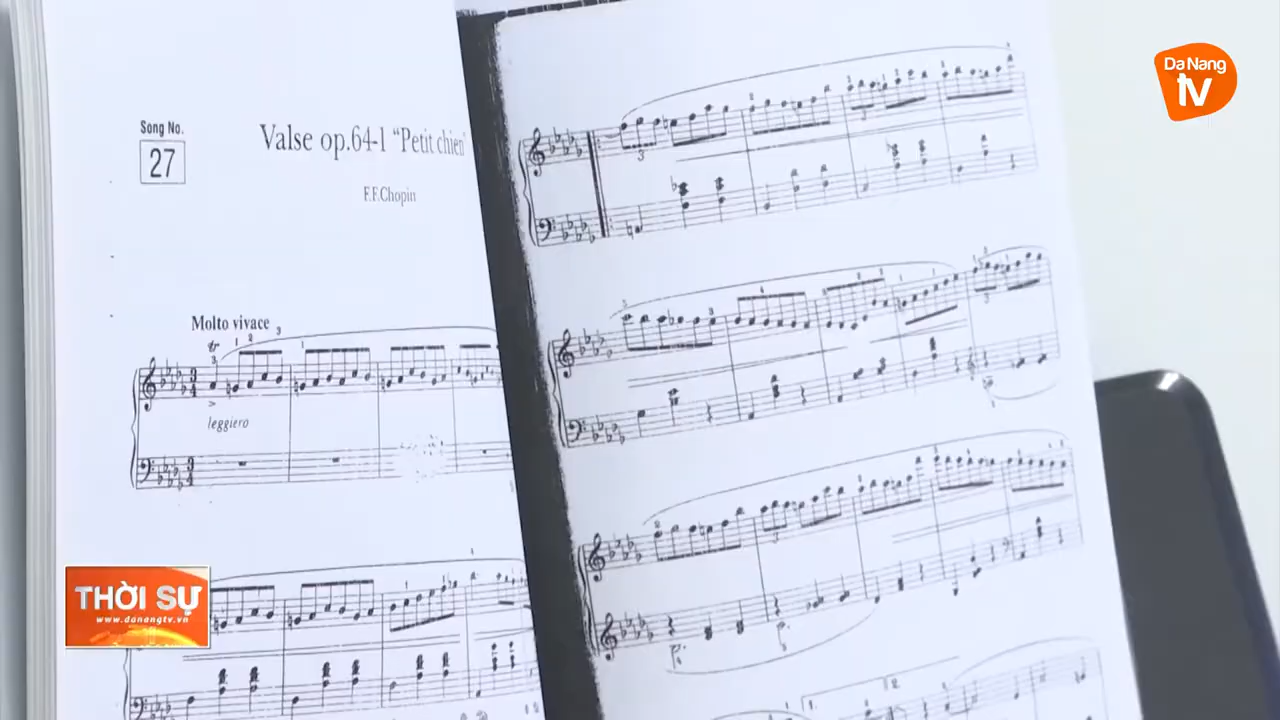 Song No.
27
Valse op.64-1 “Petit chien
F.F.Chopin
Molto vivace
leggiero
Da Nang
tv
THỜI SỰ
www.danangtv.vn